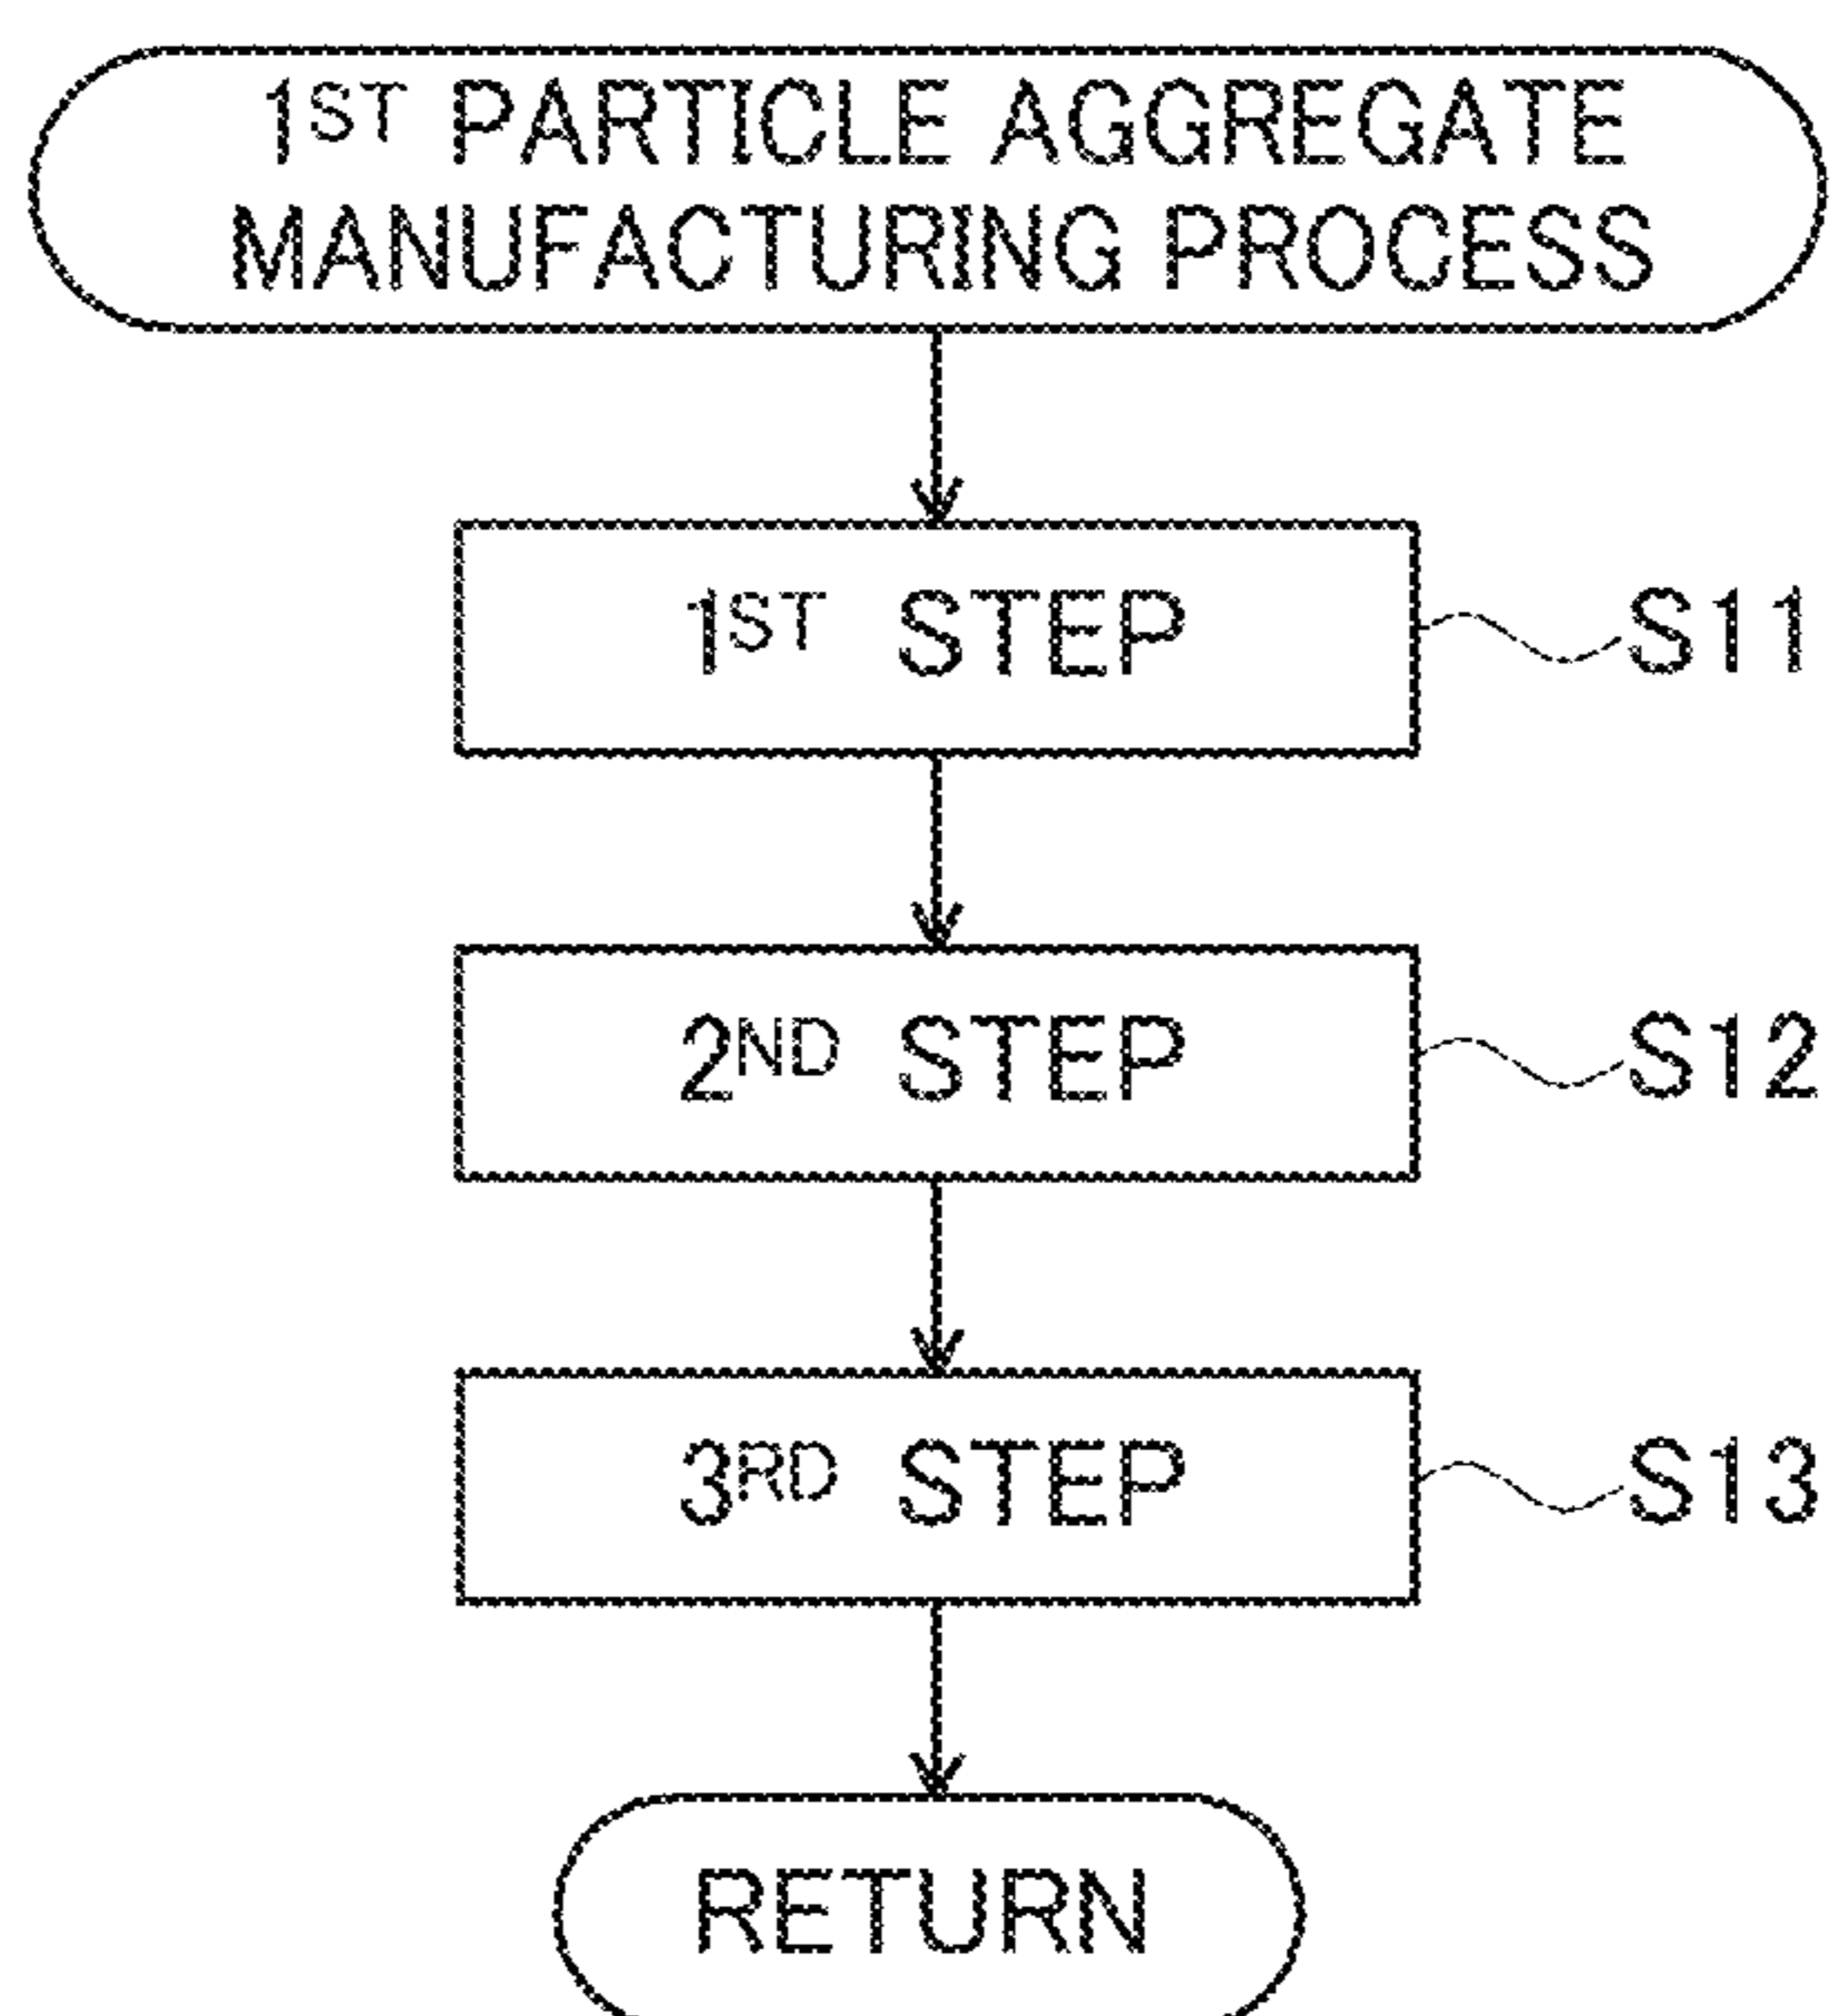 1ST PARTICLE AGGREGATE
MANUFACTURING PROCESS
1ST STEP
S11
2ND STEP
S12
3RD STEP
S13
RETURN